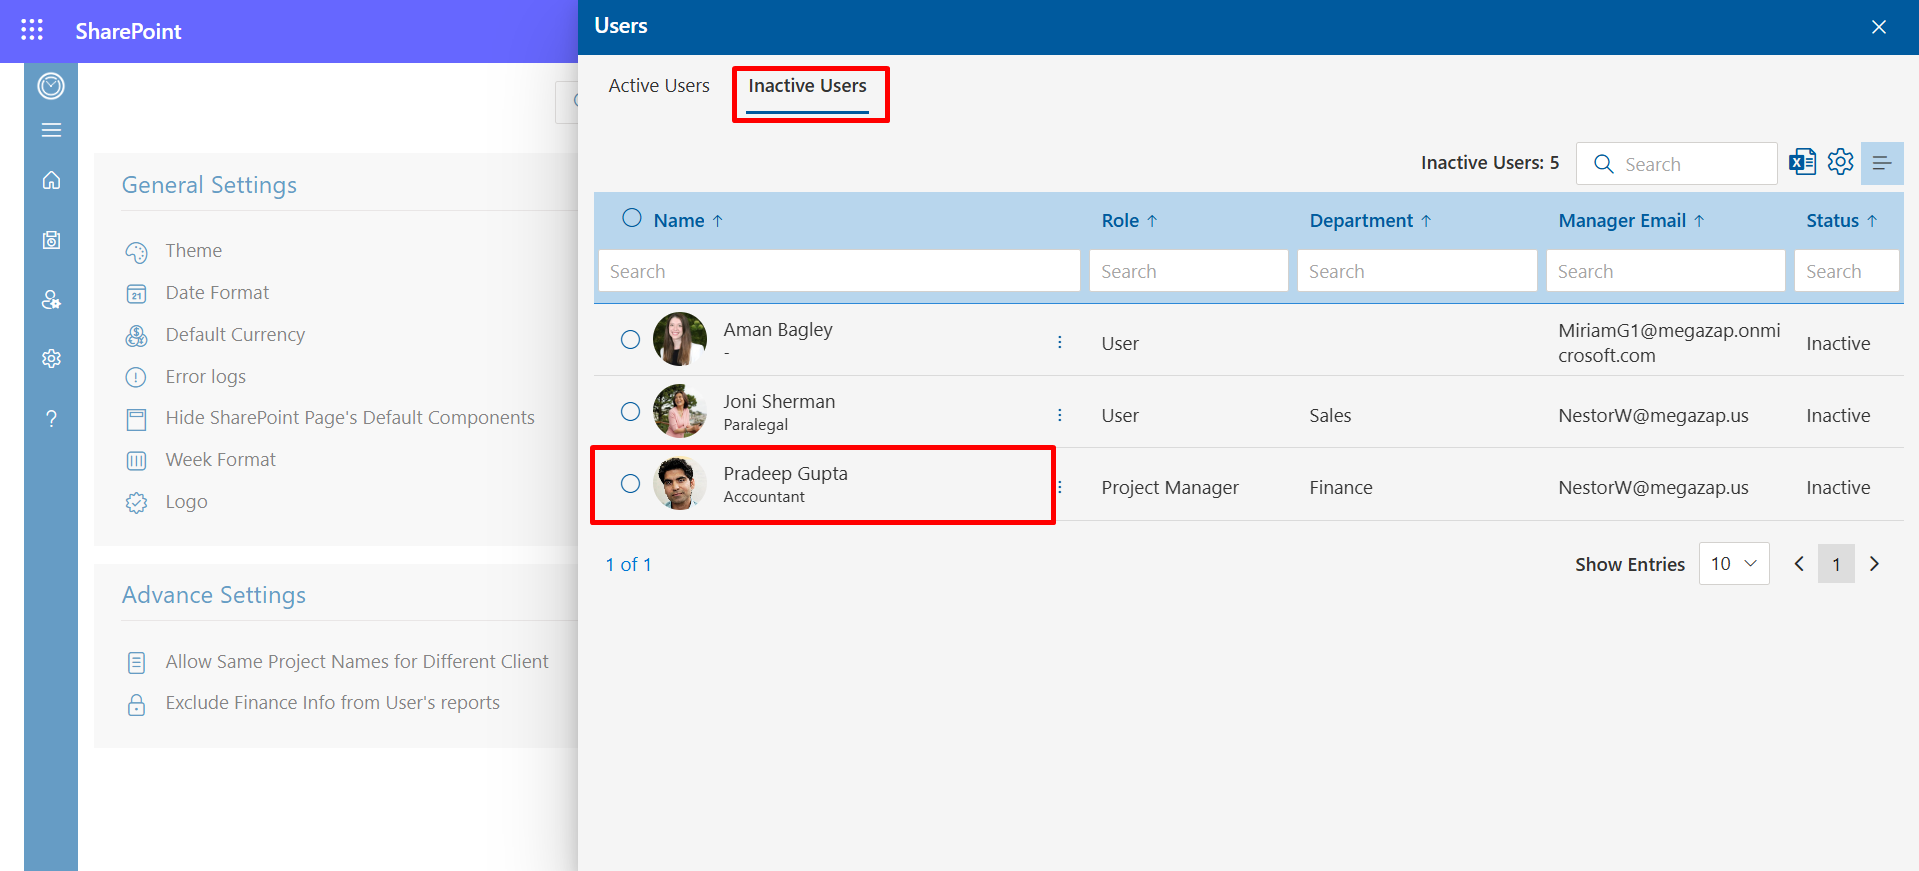 SharePoint
Users
Active Users
Inactive Users
Inactive Users: 5
Search
General Settings
Theme
21
Date Format
Default Currency
Error logs
Hide SharePoint Page's Default Components
Week Format
Logo
Advance Settings
Allow Same Project Names for Different Client
Exclude Finance Info from User's reports
Name ↑ Role ↑ Department ↑ Manager Email ↑ Status ↑
Search Search Search Search Search
Aman Bagley
-
User
MiriamG1@megazap.onmi
crosoft.com
Inactive
Joni Sherman
Paralegal
User Sales NestorW@megazap.us Inactive
Pradeep Gupta
Accountant
Project Manager Finance NestorW@megazap.us Inactive
1 of 1
Show Entries 10 1